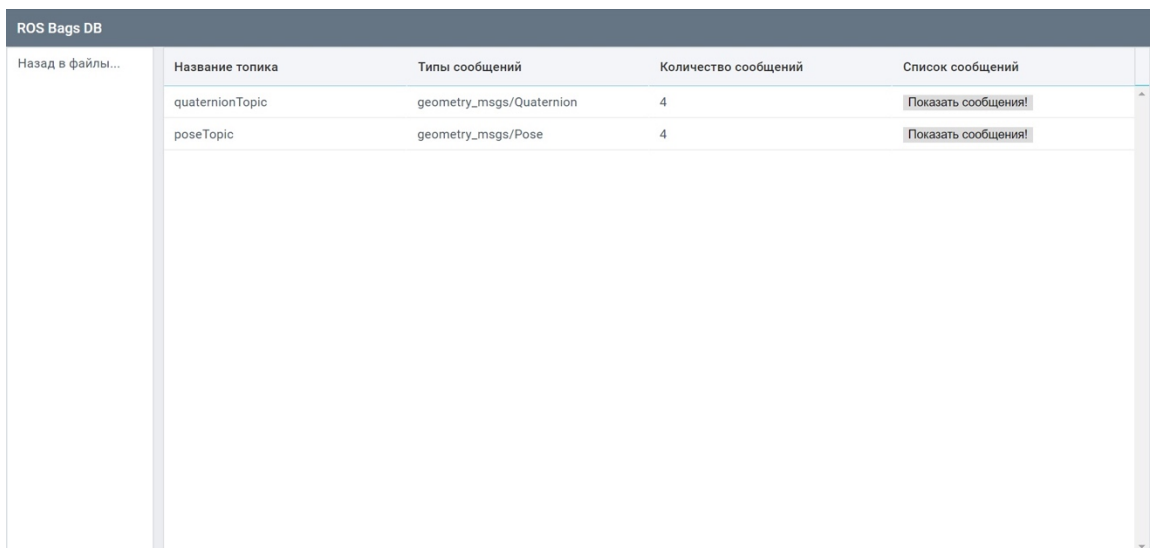 ROS Bags DB
Назад в файлы...
Название топика Типы сообщений Количество сообщений Список сообщений
quaternionTopic geometry_msgs/Quaternion 4 Показать сообщения!
poseTopic geometry_msgs/Pose 4 Показать сообщения!